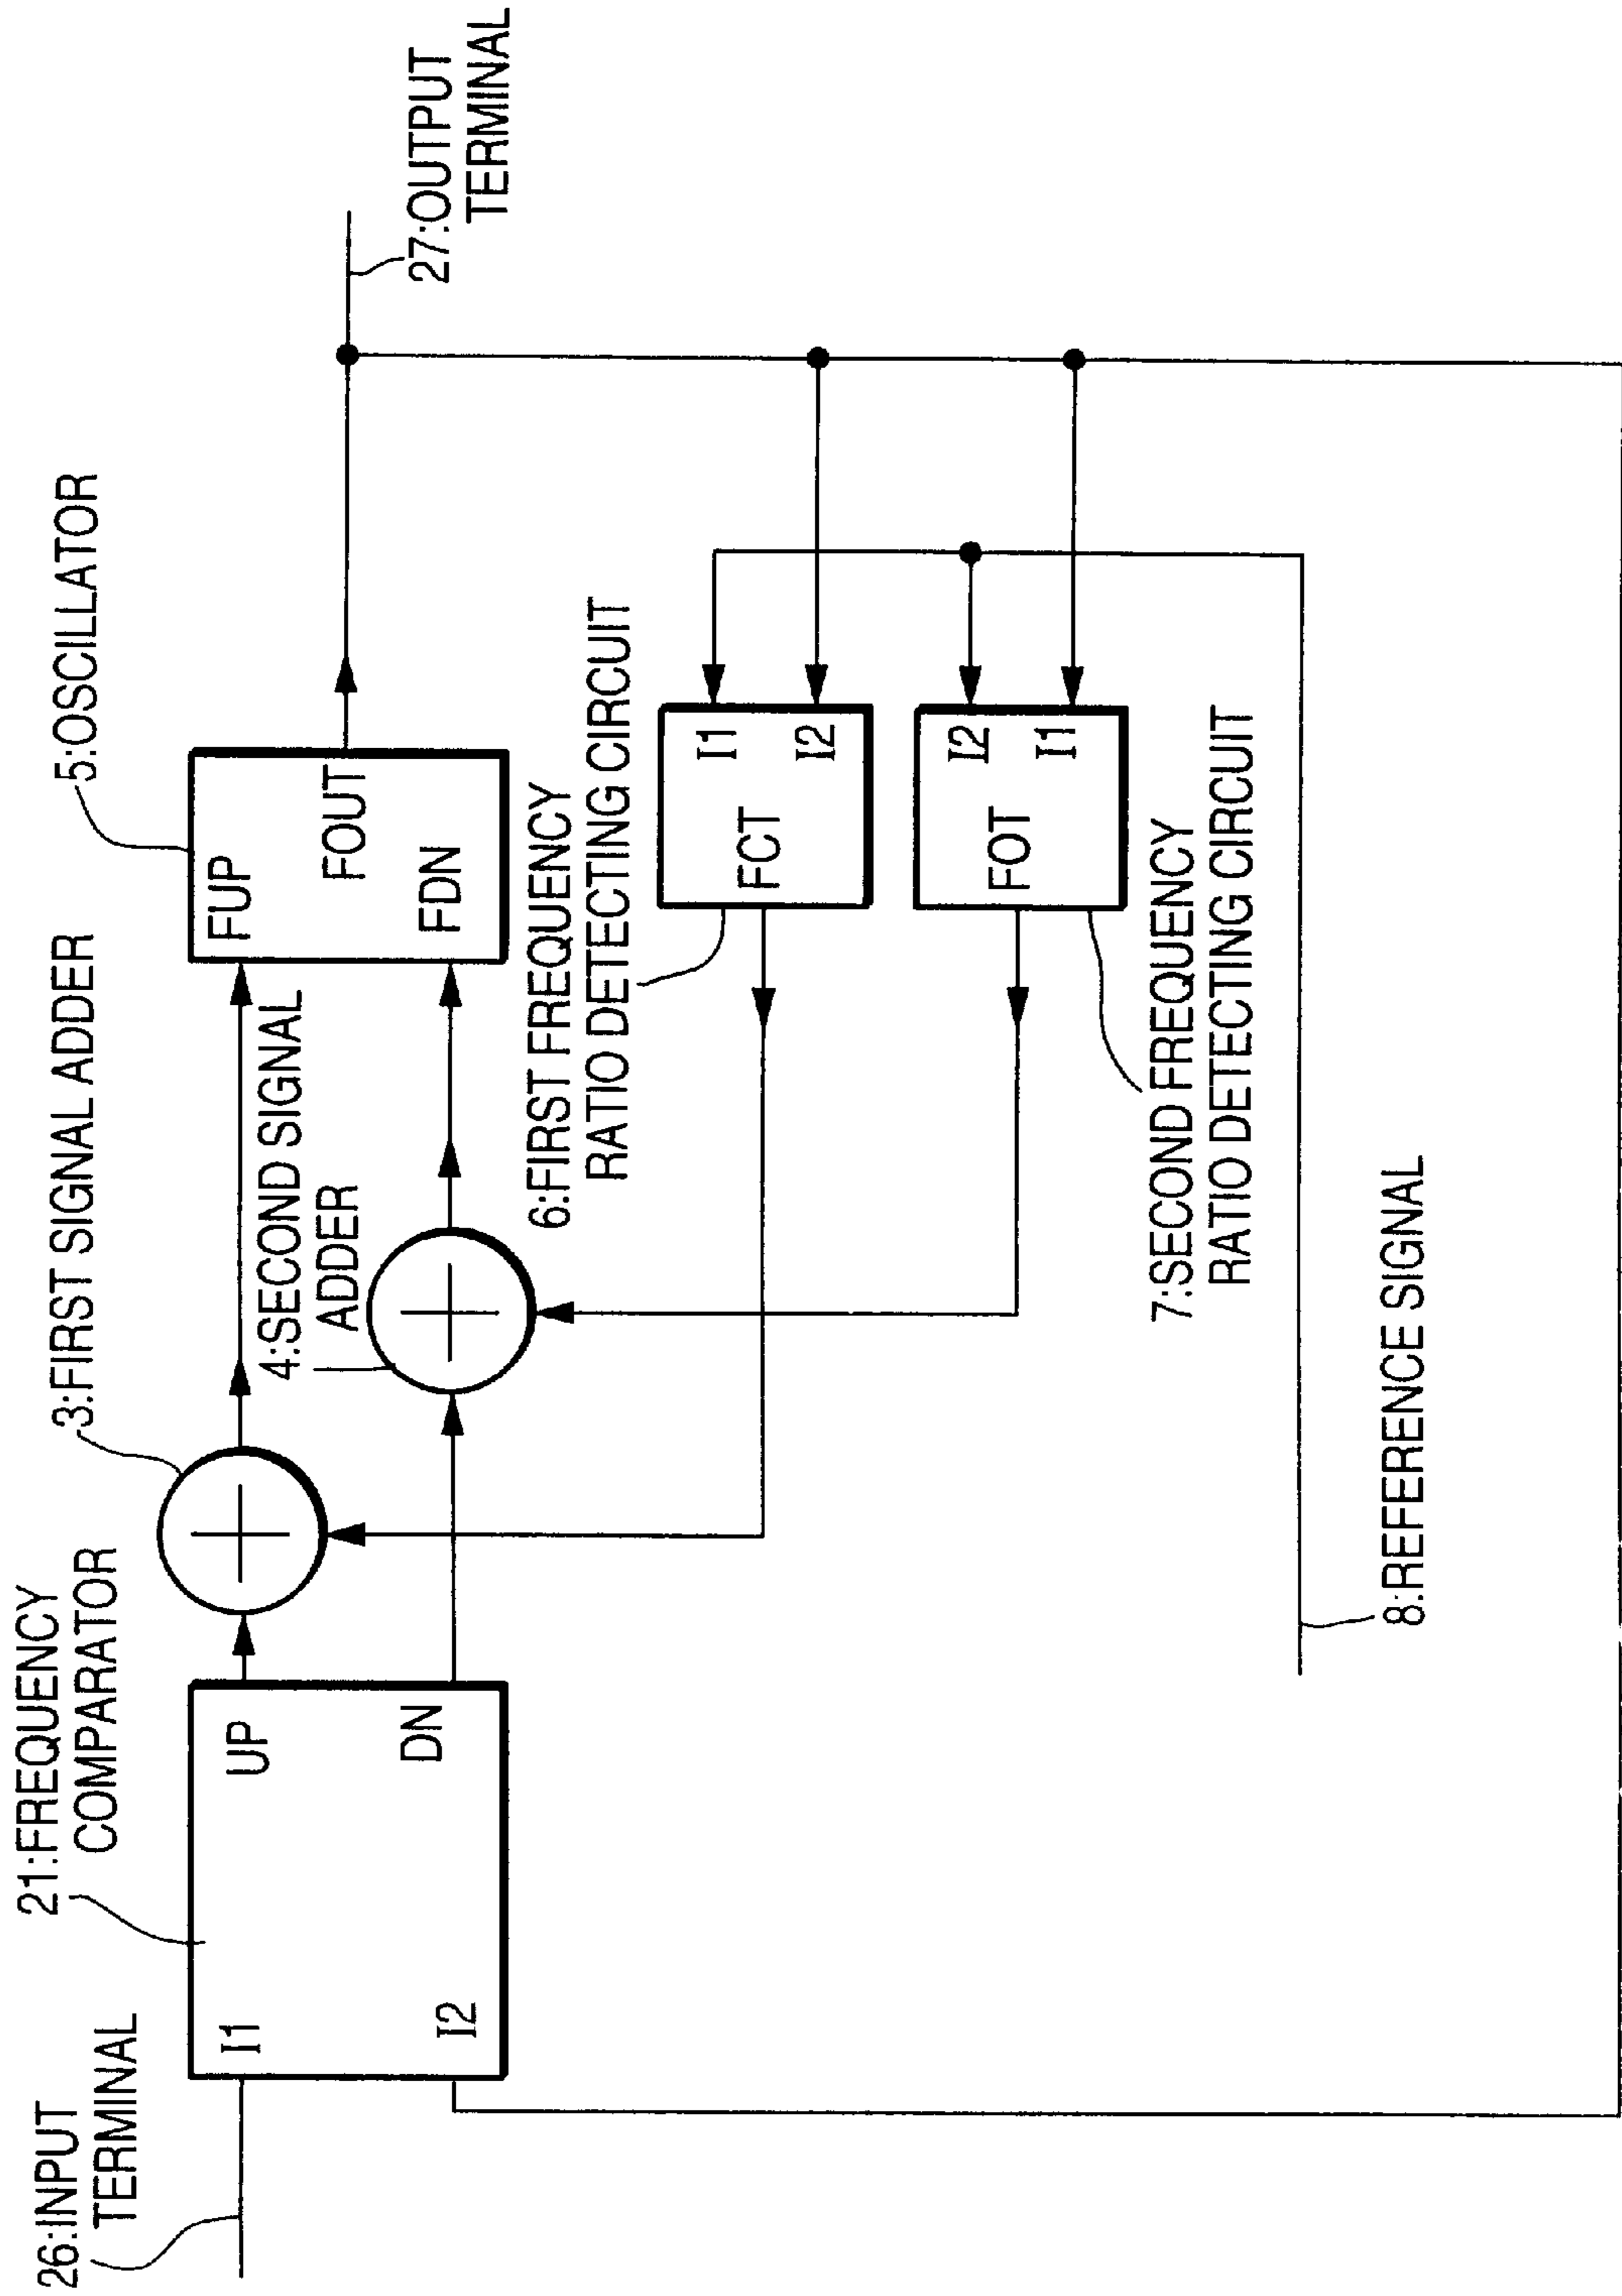 26:INPUT
TERMINAL
21:FREQUENCY
COMPARATOR
3:FIRST SIGNAL ADDER
5:OSCILLATOR
I1
UP
I2
DN
4:SECOND SIGNAL
ADDER
FUP
FOUT
FDN
27:OUTPUT
TERMINAL
6:FIRST FREQUENCY
RATIO DETECTING CIRCUIT
FCT
I1
I2
FOT
I2
I1
7:SECOND FREQUENCY
RATIO DETECTING CIRCUIT
8:REFERENCE SIGNAL